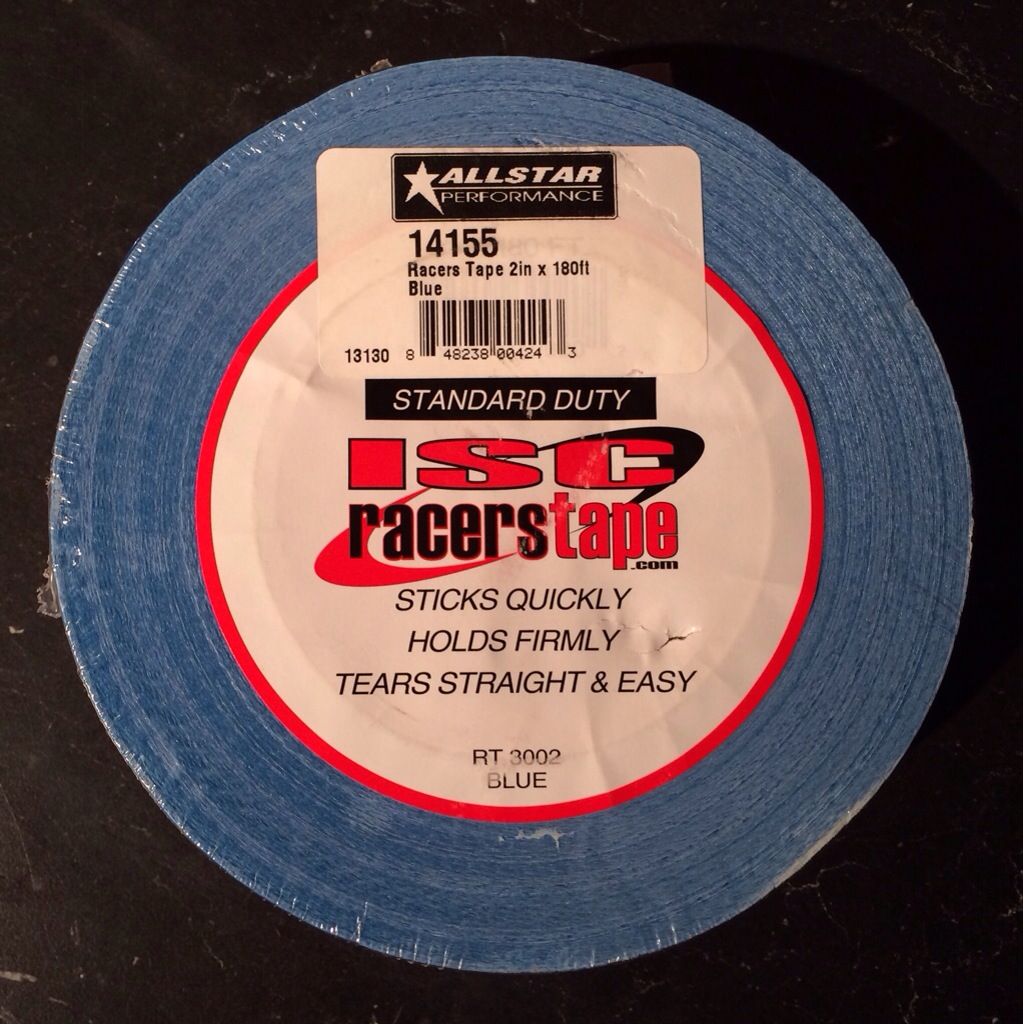 ALLSTAR
PERFORMANCE
14155
Racers Tape 2in x 180ft
Blue
13130 8 48238 00424 3
STANDARD DUTY
ISC
racerstape
.com
STICKS QUICKLY
HOLDS FIRMLY
TEARS STRAIGHT & EASY
RT 3002
BLUE